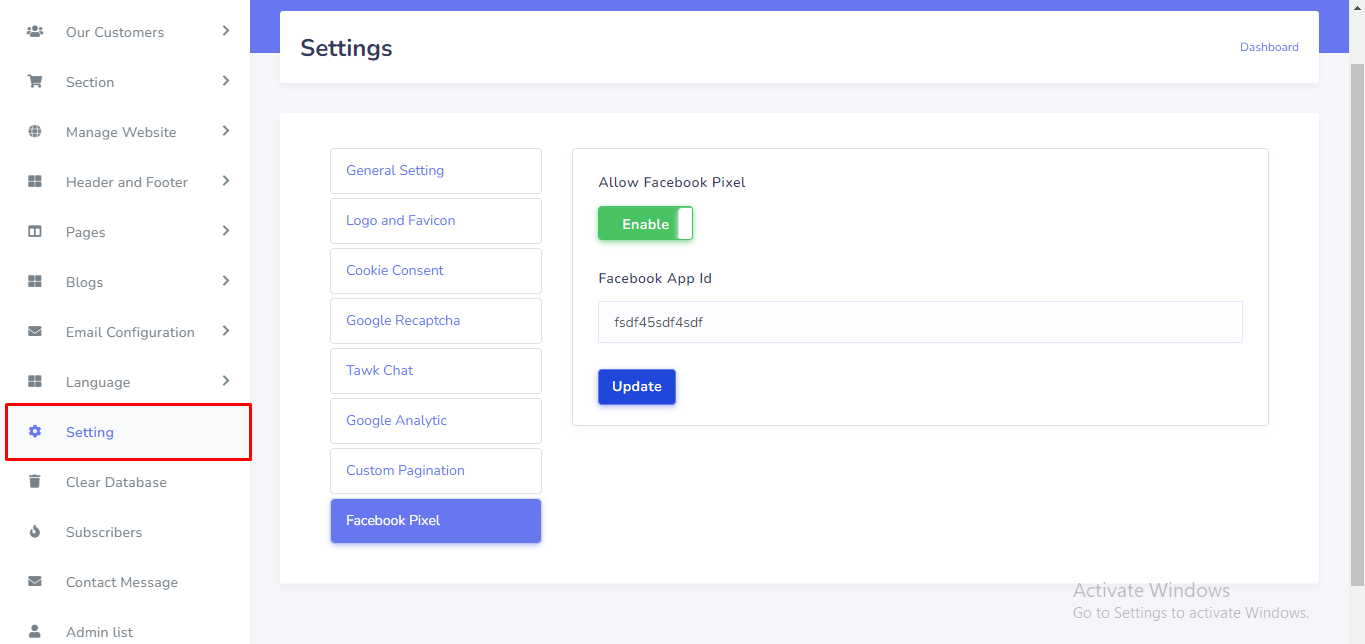 Our Customers
Section
Manage Website
Header and Footer
Pages
Blogs
Email Configuration
Language
Setting
Clear Database
Subscribers
Contact Message
Admin list
Settings
Dashboard
General Setting
Logo and Favicon
Cookie Consent
Google Recaptcha
Tawk Chat
Google Analytic
Custom Pagination
Facebook Pixel
Allow Facebook Pixel
Enable
Facebook App Id
fsdf45sdf4sdf
Update
Activate Windows
Go to Settings to activate Windows.